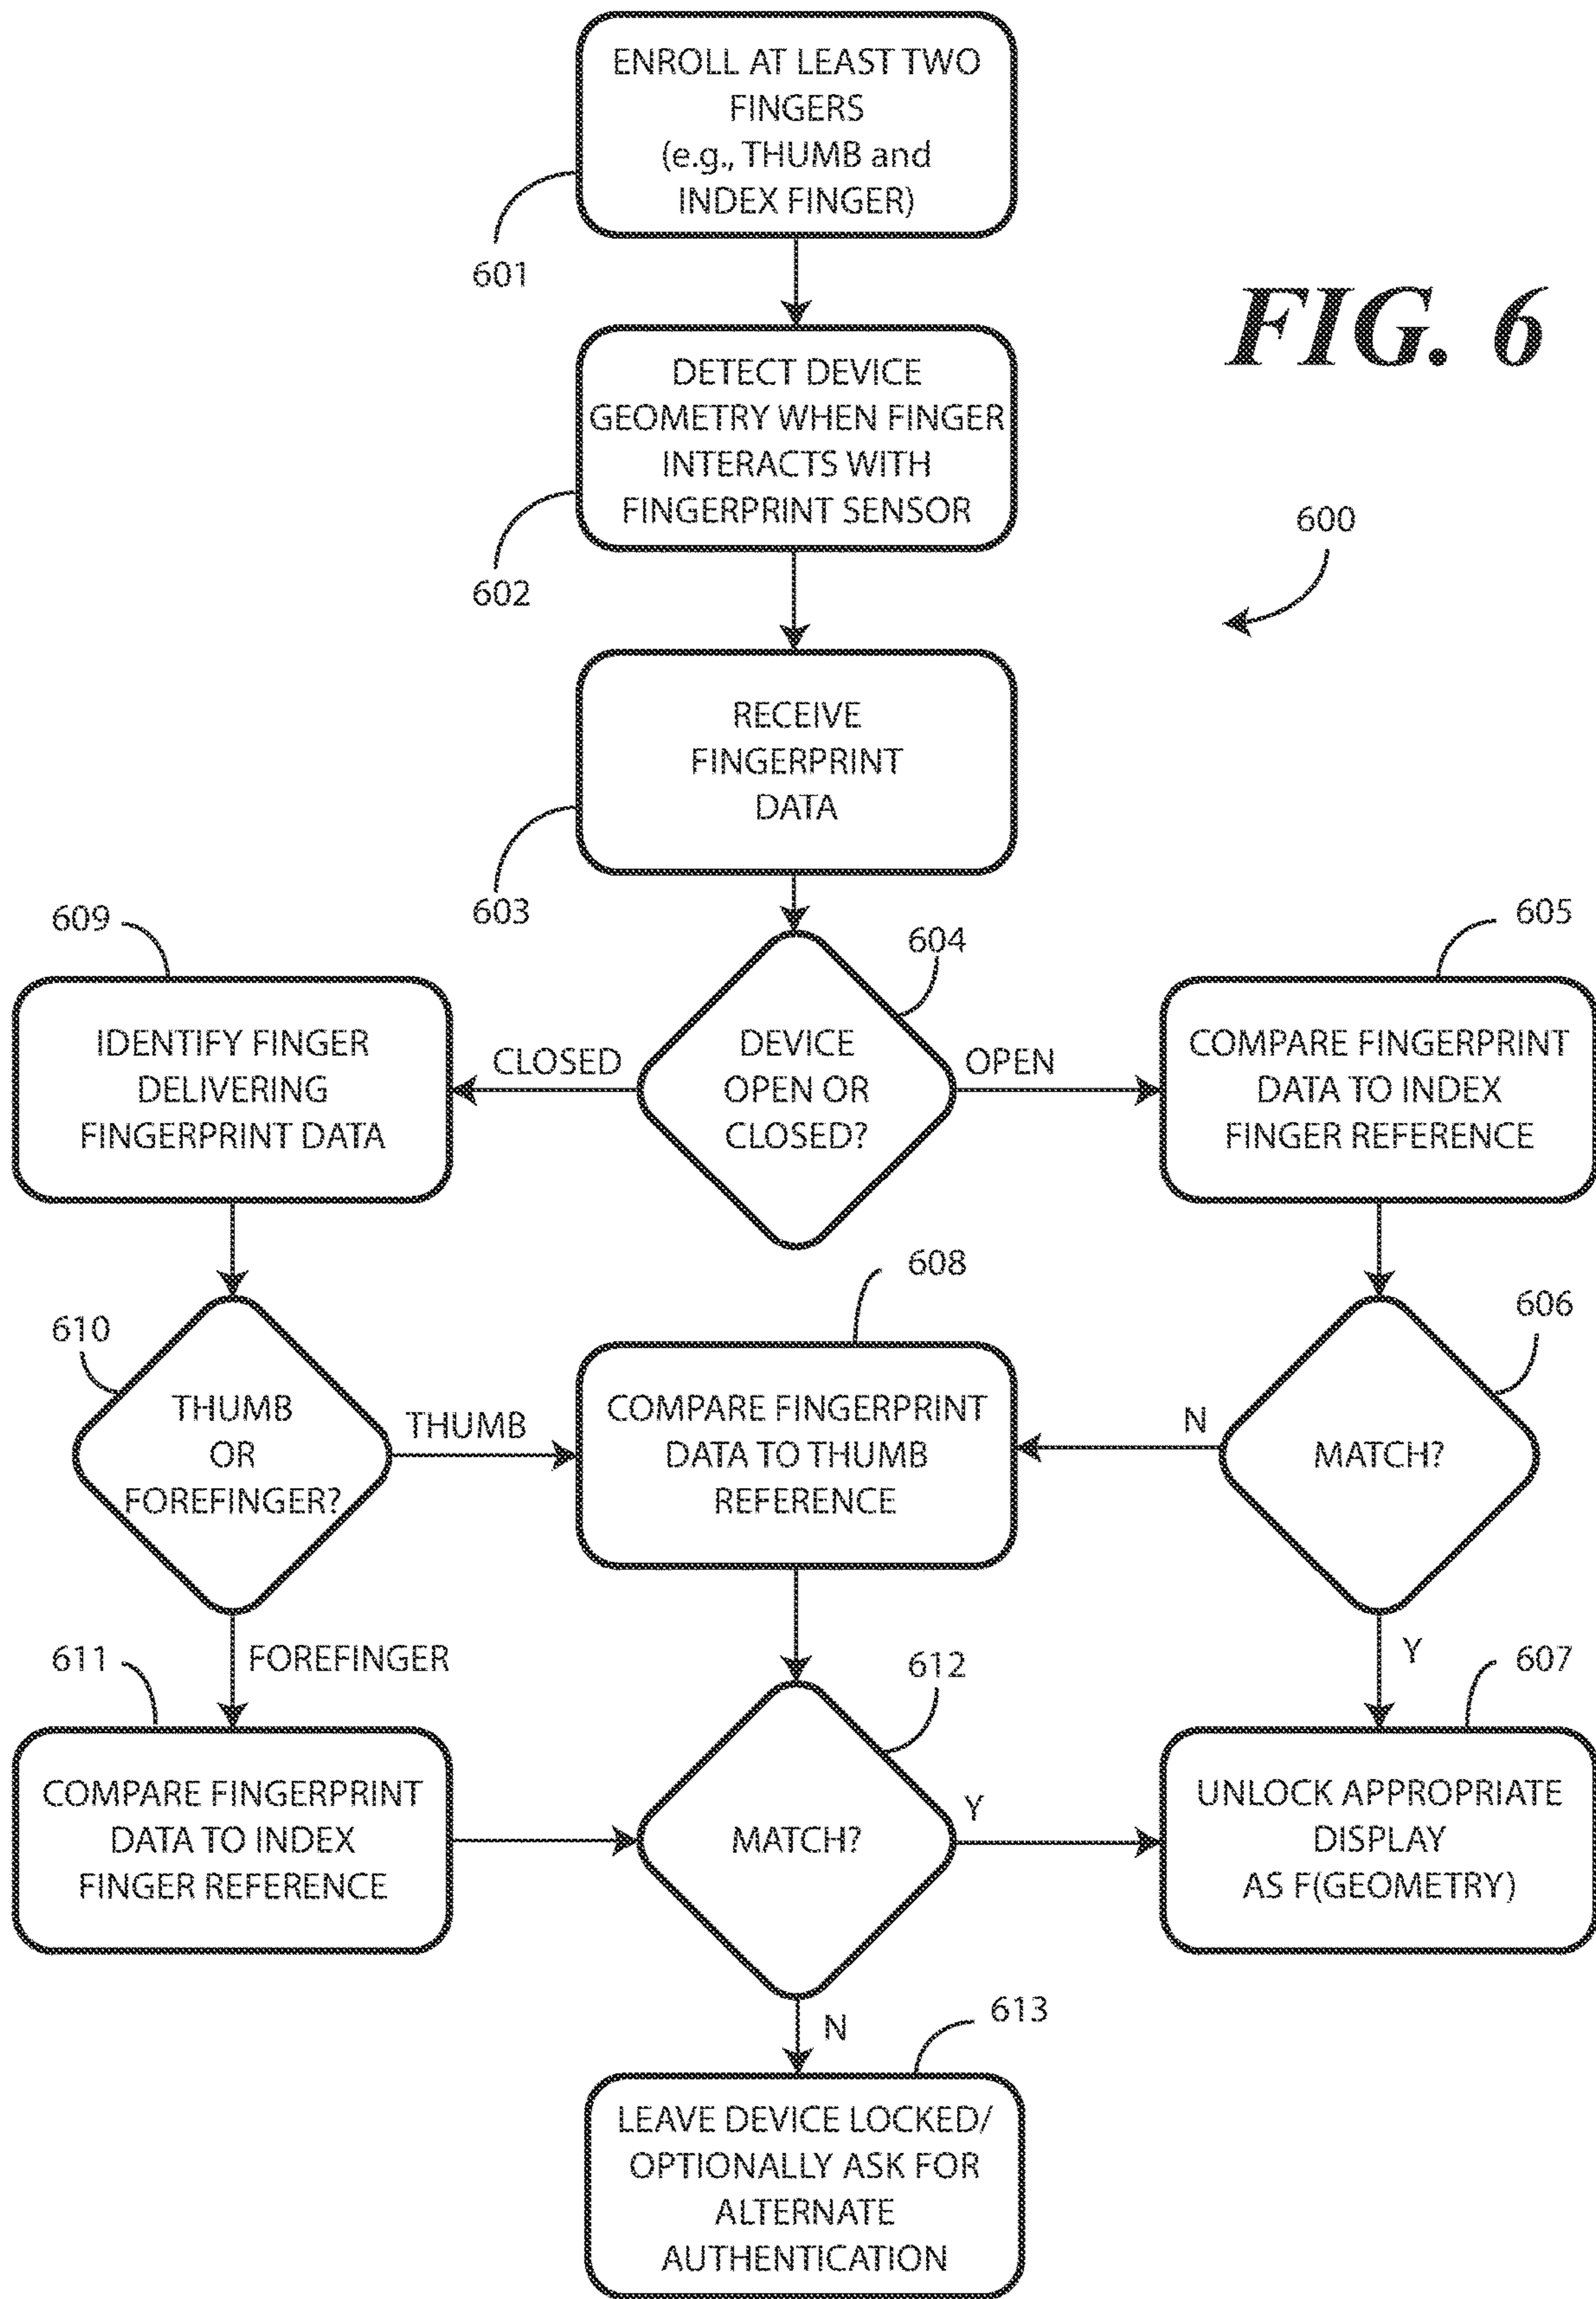 ENROLL AT LEAST TWO
FINGERS
(e.g., THUMB and
INDEX FINGER)
601
FIG. 6
DETECT DEVICE
GEOMETRY WHEN FINGER
INTERACTS WITH
FINGERPRINT SENSOR
602
600
RECEIVE
FINGERPRINT
DATA
603
604
DEVICE
OPEN OR
CLOSED?
CLOSED
OPEN
609
IDENTIFY FINGER
DELIVERING
FINGERPRINT DATA
605
COMPARE FINGERPRINT
DATA TO INDEX
FINGER REFERENCE
610
THUMB
OR
FOREFINGER?
THUMB
608
COMPARE FINGERPRINT
DATA TO THUMB
REFERENCE
N
606
MATCH?
FOREFINGER
Y
611
COMPARE FINGERPRINT
DATA TO INDEX
FINGER REFERENCE
612
MATCH?
Y
607
UNLOCK APPROPRIATE
DISPLAY
AS F(GEOMETRY)
N
613
LEAVE DEVICE LOCKED/
OPTIONALLY ASK FOR
ALTERNATE
AUTHENTICATION